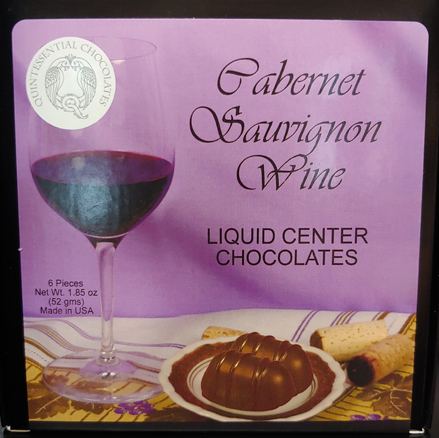 QUINTESSENTIAL CHOCOLATES
Cabernet
Sauvignon
Wine
LIQUID CENTER
CHOCOLATES
6 Pieces
Net Wt. 1.85 oz
(52 gms)
Made in USA